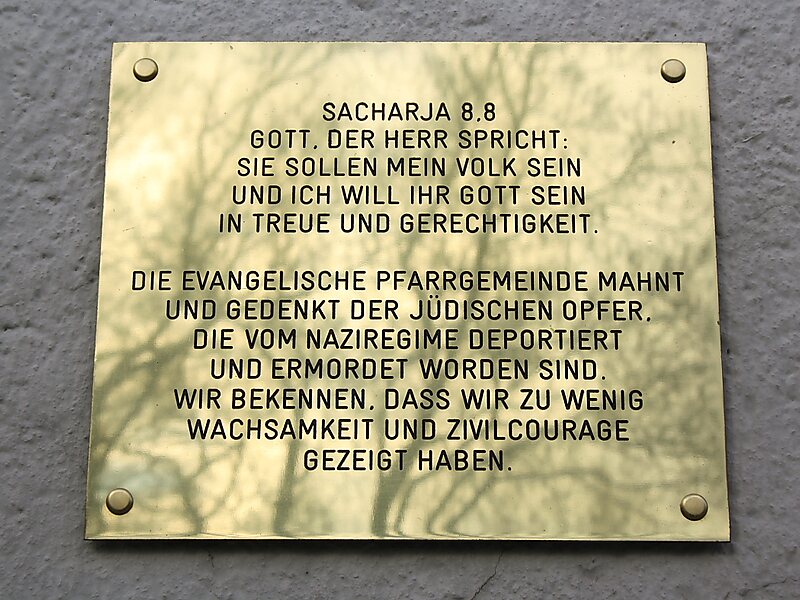 SACHARJA 8,8
GOTT, DER HERR SPRICHT:
SIE SOLLEN MEIN VOLK SEIN
UND ICH WILL IHR GOTT SEIN
IN TREUE UND GERECHTIGKEIT.
DIE EVANGELISCHE PFARRGEMEINDE MAHNT
UND GEDENKT DER JÜDISCHEN OPFER,
DIE VOM NAZIREGIME DEPORTIERT
UND ERMORDET WORDEN SIND.
WIR BEKENNEN, DASS WIR ZU WENIG
WACHSAMKEIT UND ZIVILCOURAGE
GEZEIGT HABEN.